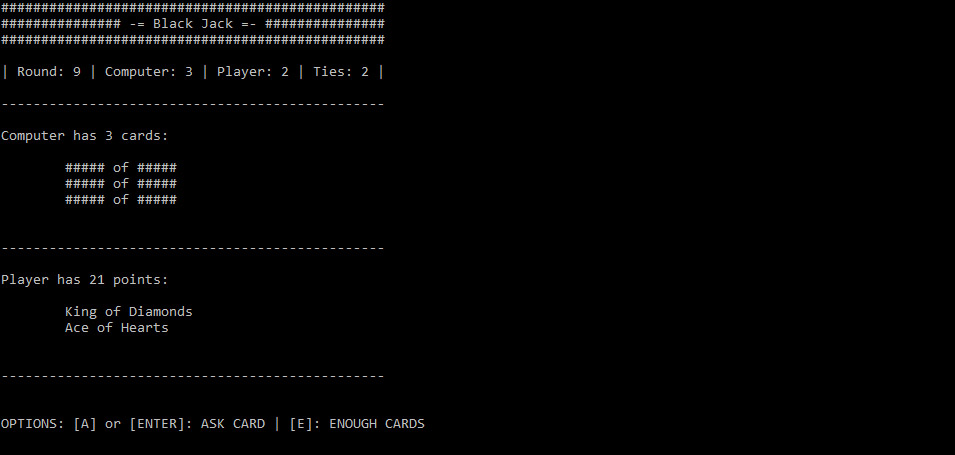 ################################################
############### -= Black Jack =- ###############
################################################
| Round: 9 | Computer: 3 | Player: 2 | Ties: 2 |
------------------------------------------------
Computer has 3 cards:
##### of #####
##### of #####
##### of #####
------------------------------------------------
Player has 21 points:
King of Diamonds
Ace of Hearts
------------------------------------------------
OPTIONS: [A] or [ENTER]: ASK CARD | [E]: ENOUGH CARDS